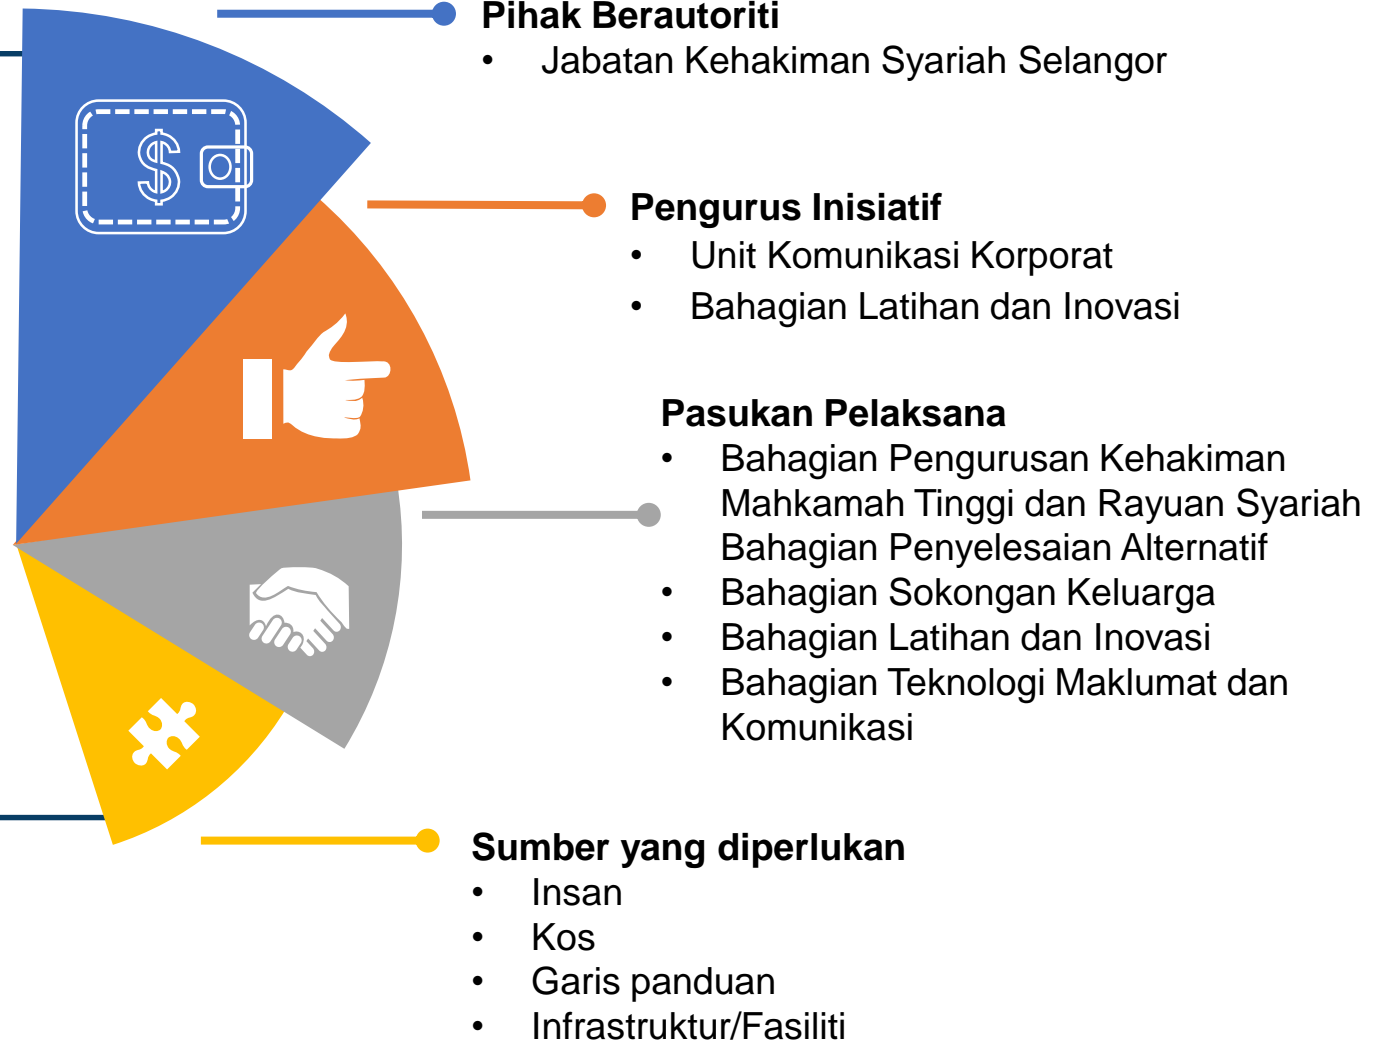 Pihak Berautoriti
• Jabatan Kehakiman Syariah Selangor
$
Pengurus Inisiatif
• Unit Komunikasi Korporat
• Bahagian Latihan dan Inovasi
Pasukan Pelaksana
• Bahagian Pengurusan Kehakiman
Mahkamah Tinggi dan Rayuan Syariah
Bahagian Penyelesaian Alternatif
• Bahagian Sokongan Keluarga
• Bahagian Latihan dan Inovasi
• Bahagian Teknologi Maklumat dan
Komunikasi
Sumber yang diperlukan
• Insan
• Kos
• Garis panduan
• Infrastruktur/Fasiliti